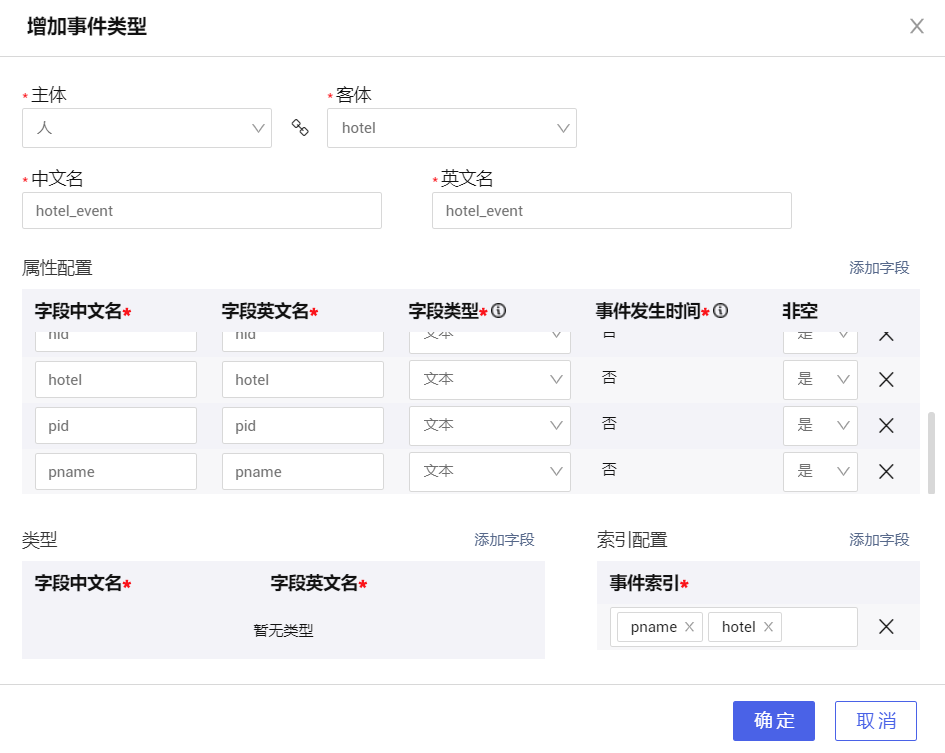 增加事件类型
*主体
*客体
人
hotel
*中文名
*英文名
hotel_event
hotel_event
属性配置
添加字段
字段中文名*
字段英文名*
字段类型*
事件发生时间*
非空
hid
hid
文本
否
是
hotel
hotel
文本
否
是
pid
pid
文本
否
是
pname
pname
文本
否
是
类型
添加字段
索引配置
添加字段
字段中文名*
字段英文名*
事件索引*
暂无类型
pname
hotel
确定
取消